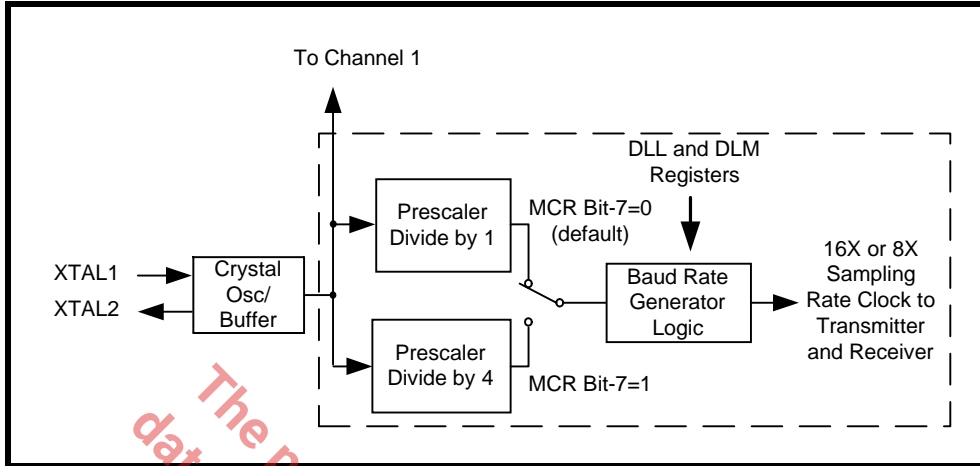 To Channel 1
DLL and DLM
Registers
Prescaler
Divide by 1
MCR Bit-7=0
(default)
XTAL1
XTAL2
Crystal
Osc/
Buffer
Baud Rate
Generator
Logic
16X or 8X
Sampling
Rate Clock to
Transmitter
and Receiver
Prescaler
Divide by 4
MCR Bit-7=1
The